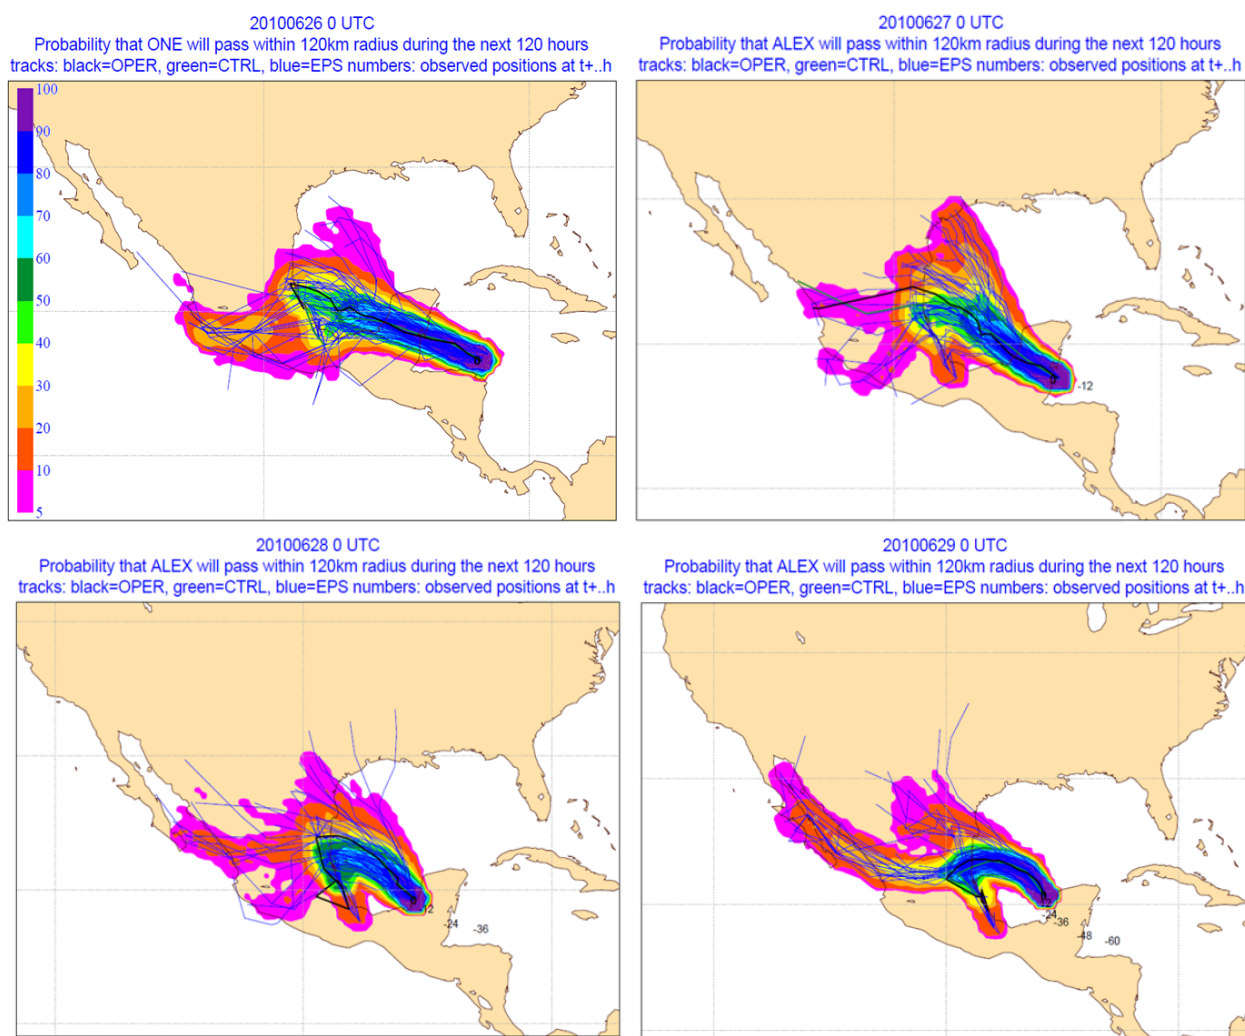 20100626 0 UTC
Probability that ONE will pass within 120km radius during the next 120 hours
tracks: black=OPER, green=CTRL, blue=EPS numbers: observed positions at t+..h
100
90
80
70
60
50
40
30
20
10
5
20100627 0 UTC
Probability that ALEX will pass within 120km radius during the next 120 hours
tracks: black=OPER, green=CTRL, blue=EPS numbers: observed positions at t+..h
-12
20100628 0 UTC
Probability that ALEX will pass within 120km radius during the next 120 hours
tracks: black=OPER, green=CTRL, blue=EPS numbers: observed positions at t+..h
-24
-36
20100629 0 UTC
Probability that ALEX will pass within 120km radius during the next 120 hours
tracks: black=OPER, green=CTRL, blue=EPS numbers: observed positions at t+..h
-24
-36
-48
-60